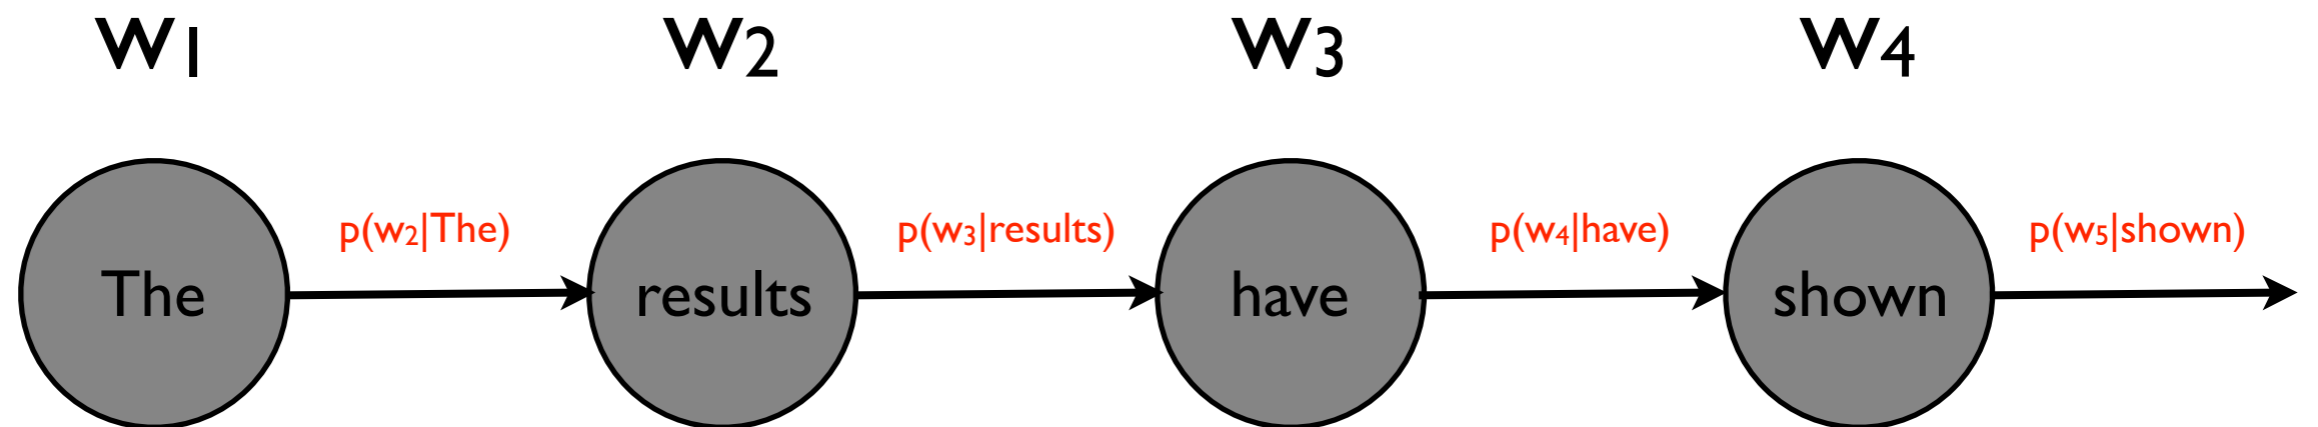 w1 w2 w3 w4
p(w2|The) p(w3|results) p(w4|have) p(w5|shown)
The results have shown